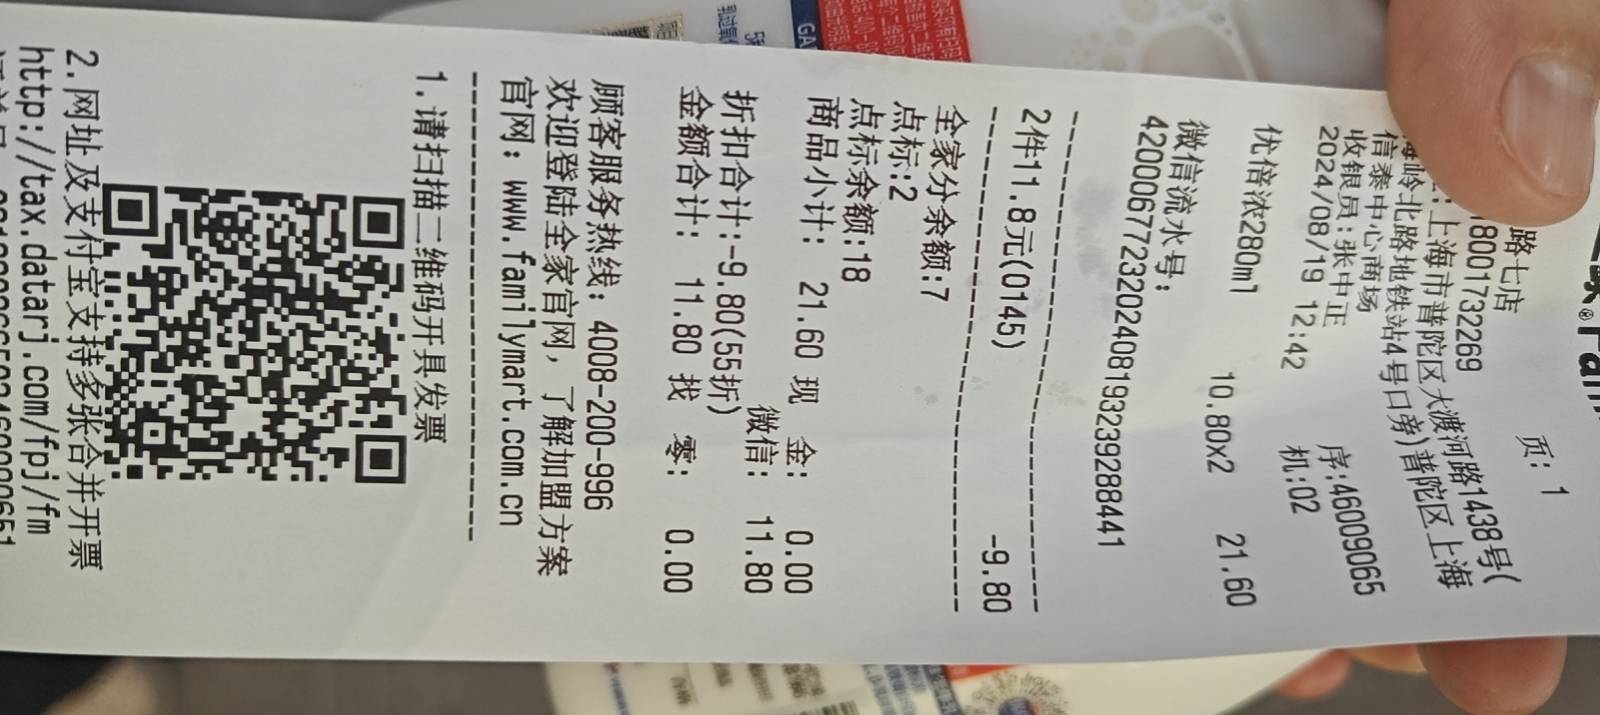 页: 1
路七店
18001732269
:上海市普陀区大渡河路1438号(
岭北路地铁站4号口旁)普陀区上海
信泰中心商场
收银员:张中正 序:46009065
2024/08/19 12:42 机:02
优倍浓280ml 10.80x2 21.60
微信流水号:
4200067723202408193239288441
--------------------------------
2件11.8元(0145) -9.80
--------------------------------
全家分余额:7
点标:2
点标余额:18
商品小计: 21.60 现 金: 0.00
微信: 11.80
折扣合计:-9.80(55折)
金额合计: 11.80 找 零: 0.00
顾客服务热线: 4008-200-996
欢迎登陆全家官网, 了解加盟方案
官网: www.familymart.com.cn
--------------------------------
1.请扫描二维码开具发票
2.网址及支付宝支持多张合并开票
http://tax.datarj.com/fpj/fm